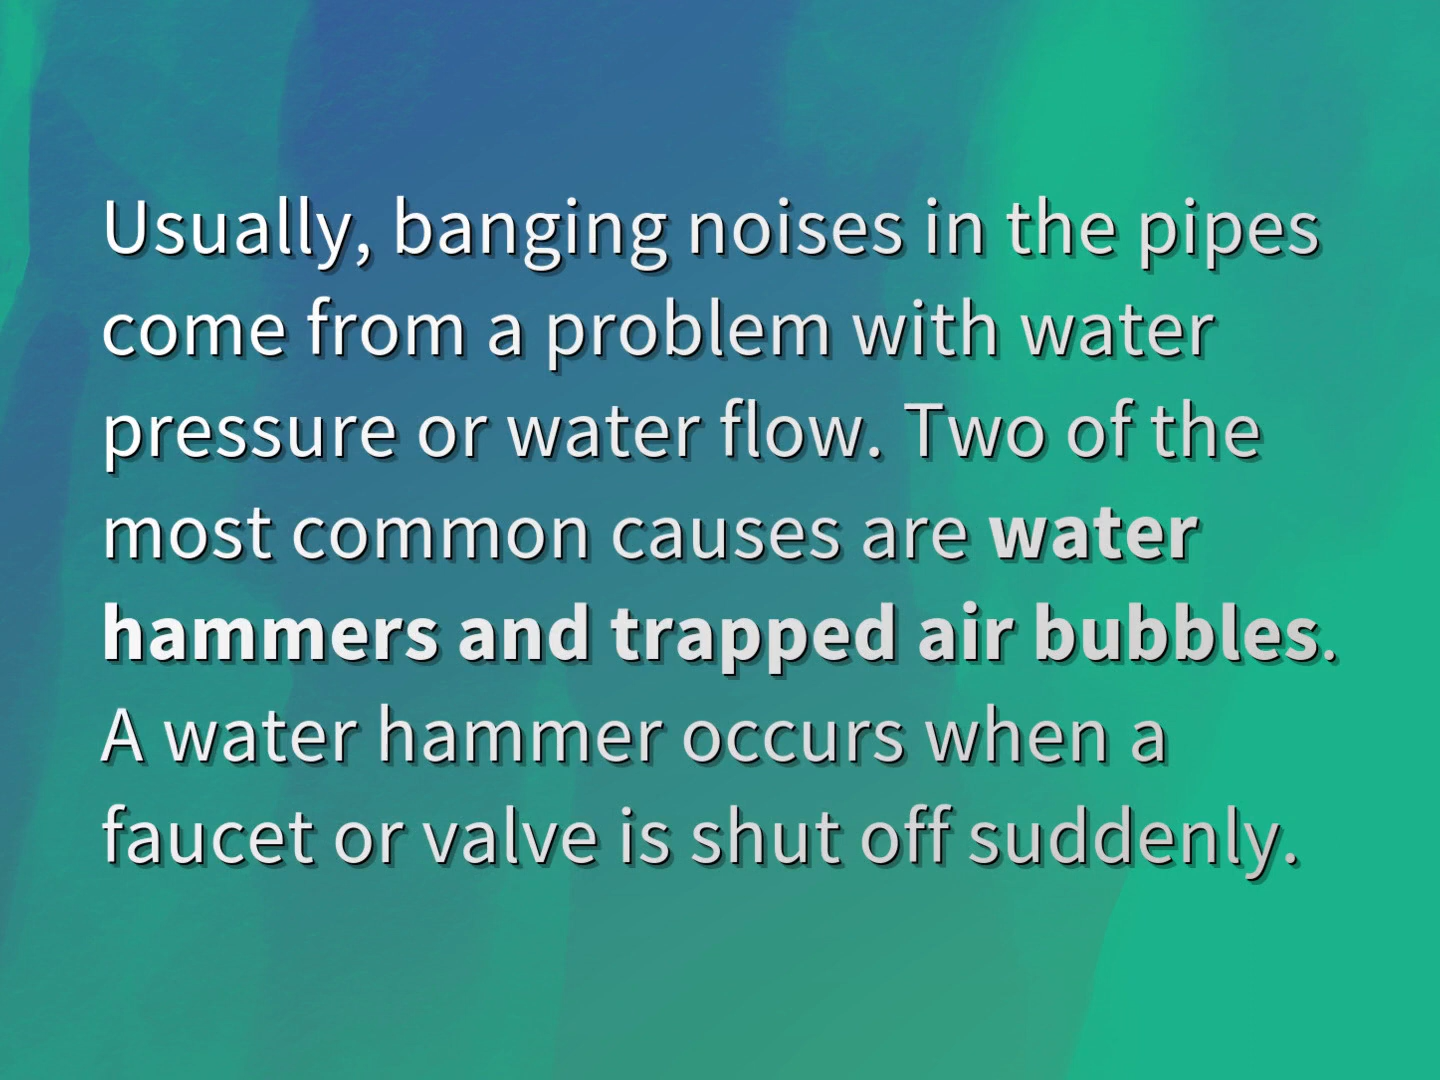 Usually, banging noises in the pipes
come from a problem with water
pressure or water flow. Two of the
most common causes are water
hammers and trapped air bubbles.
A water hammer occurs when a
faucet or valve is shut off suddenly.